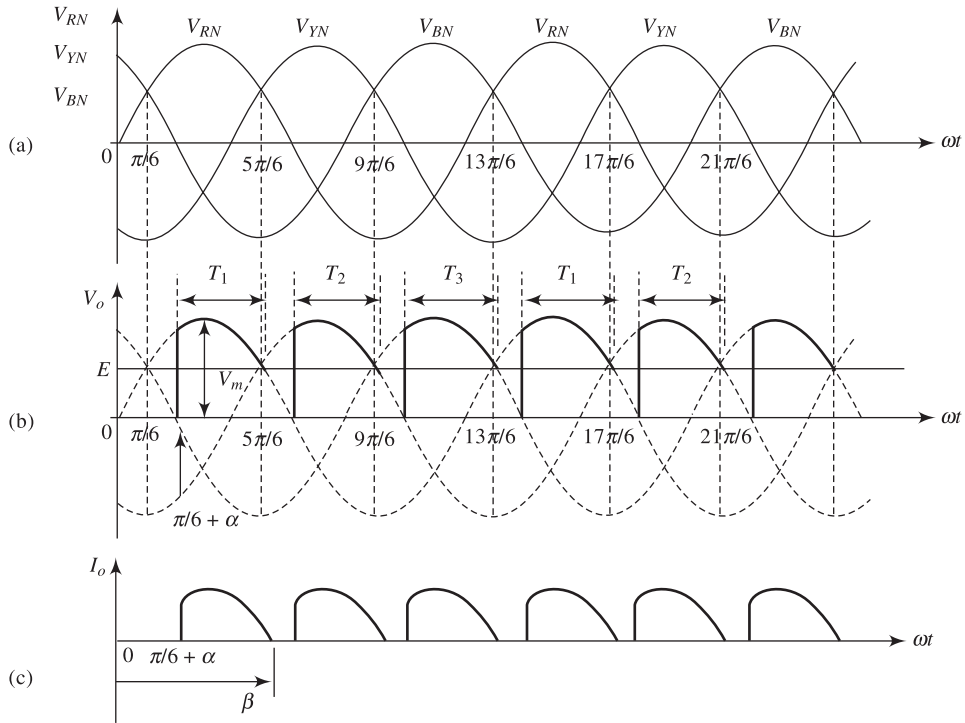 V_RN
V_RN V_YN V_BN V_RN V_YN V_BN
V_YN
V_BN
(a)
0 π/6 5π/6 9π/6 13π/6 17π/6 21π/6 ωt
T_1 T_2 T_3 T_1 T_2
V_o
E
V_m
(b)
0 π/6 5π/6 9π/6 13π/6 17π/6 21π/6 ωt
π/6 + α
I_o
ωt
0 π/6 + α
(c)
β